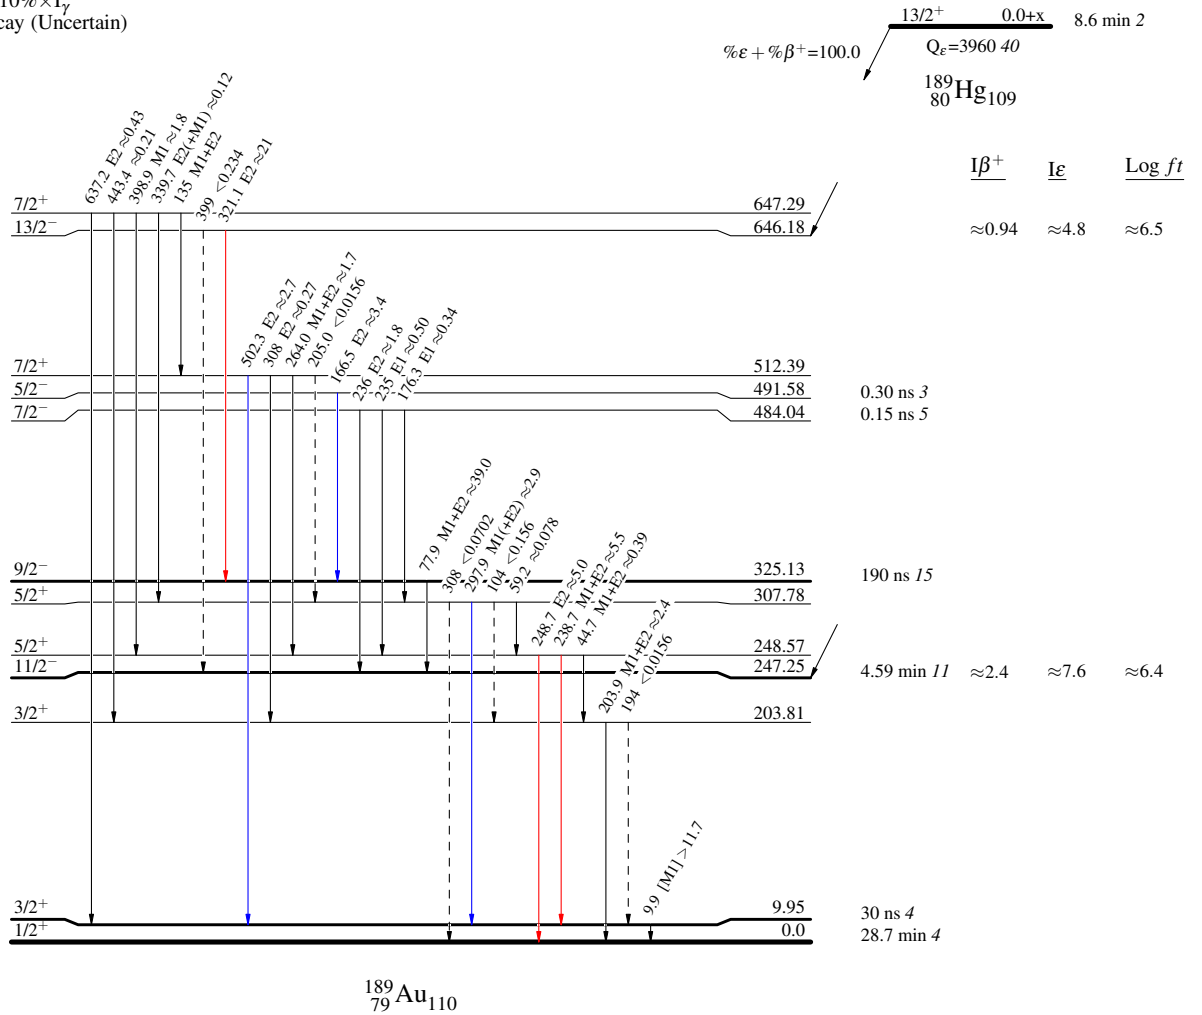 10%×Iγ
cay (Uncertain)
13/2+ 0.0+x 8.6 min 2
%ε + %β+=100.0
Qε=3960 40
189 80 Hg109
Iβ+ Iε Log ft
637.2 E2 ≈0.43
443.4 ≈0.21
398.9 M1 ≈1.8
339.7 E2(+M1) ≈0.12
135 M1+E2
399 <0.234
321.1 E2 ≈21
7/2+ 647.29
13/2− 646.18 ≈0.94 ≈4.8 ≈6.5
502.3 E2 ≈2.7
308 E2 ≈0.27
264.0 M1+E2 ≈1.7
205.0 <0.0156
166.5 E2 ≈3.4
236 E2 ≈1.8
235 E1 ≈0.50
176.3 E1 ≈0.34
7/2+ 512.39
5/2− 491.58 0.30 ns 3
7/2− 484.04 0.15 ns 5
77.9 M1+E2 ≈39.0
308 <0.0702
297.9 M1(+E2) ≈2.9
104 <0.156
59.2 ≈0.078
9/2− 325.13 190 ns 15
5/2+ 307.78
248.7 E2 ≈5.0
238.7 M1+E2 ≈5.5
44.7 M1+E2 ≈0.39
5/2+ 248.57
11/2− 247.25 4.59 min 11 ≈2.4 ≈7.6 ≈6.4
203.9 M1+E2 ≈2.4
194 <0.0156
3/2+ 203.81
9.9 [M1] >11.7
3/2+ 9.95 30 ns 4
1/2+ 0.0 28.7 min 4
189 79 Au110